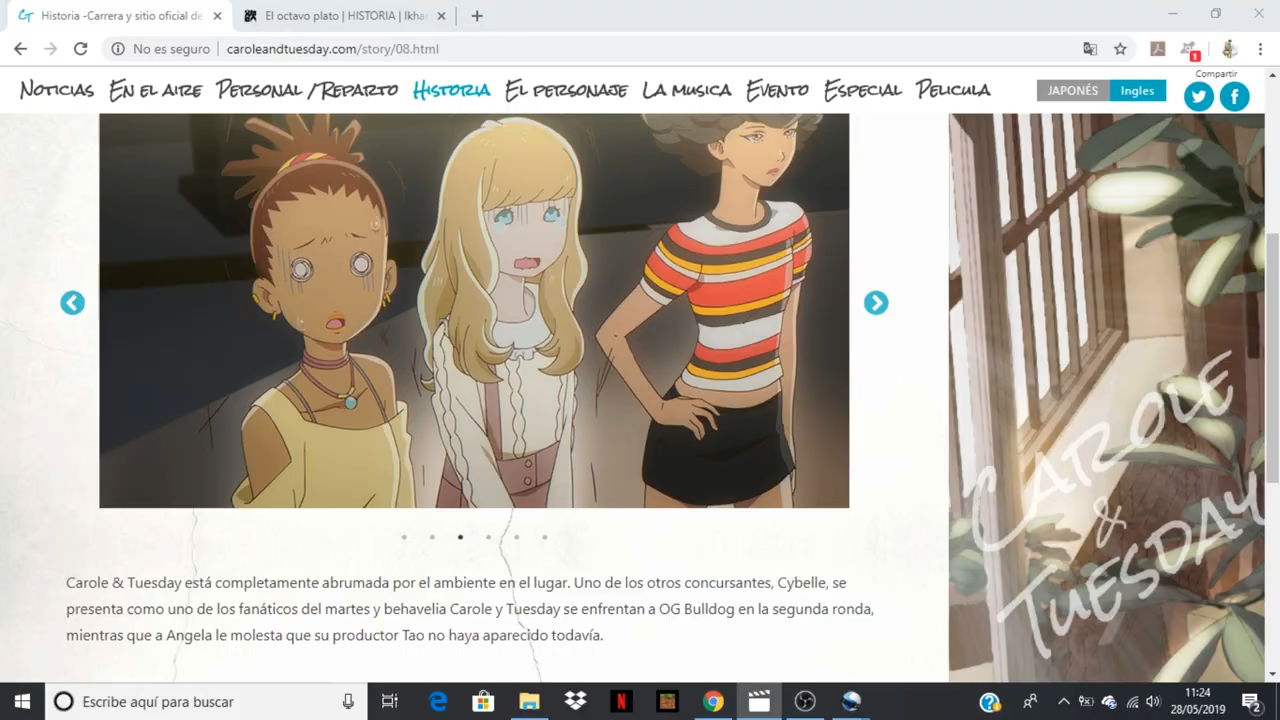 Historia -Carrera y sitio oficial de
El octavo plato | HISTORIA | Ikha
No es seguro
caroleandtuesday.com/story/08.html
1
Noticias En el aire Personal /Reparto Historia El personaje La musica Evento Especial Pelicula
JAPONÉS Ingles
Compartir
Carole
&
Tuesday
Carole & Tuesday está completamente abrumada por el ambiente en el lugar. Uno de los otros concursantes, Cybelle, se
presenta como uno de los fanáticos del martes y behavelia Carole y Tuesday se enfrentan a OG Bulldog en la segunda ronda,
mientras que a Angela le molesta que su productor Tao no haya aparecido todavía.
Escribe aquí para buscar
11:24
28/05/2019
2